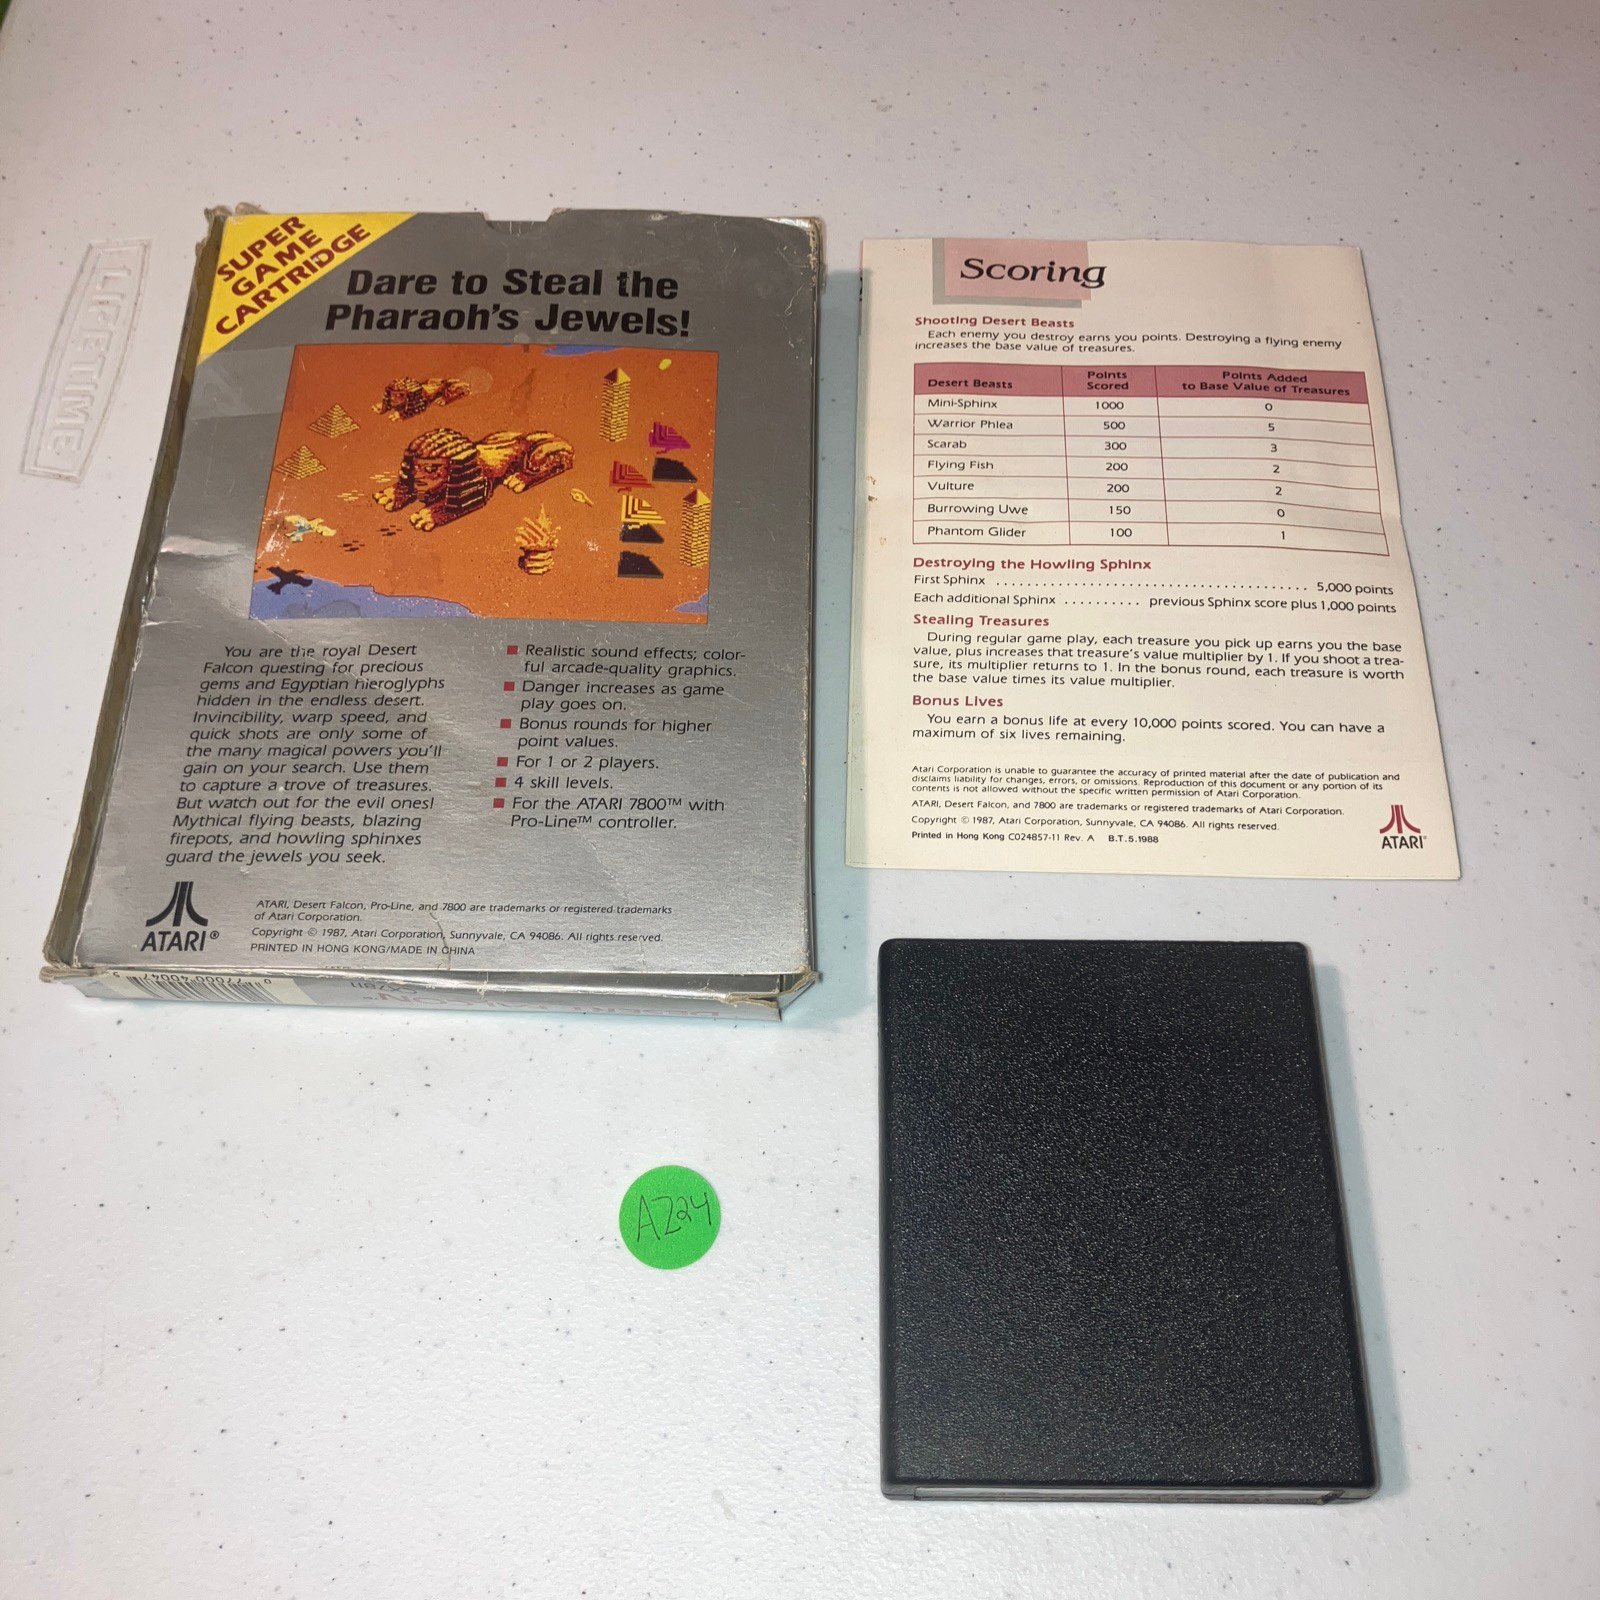 LIFETIME
SUPER
GAME
CARTRIDGE
Dare to Steal the
Pharaoh's Jewels!
You are the royal Desert
Falcon questing for precious
gems and Egyptian hieroglyphs
hidden in the endless desert.
Invincibility, warp speed, and
quick shots are only some of
the many magical powers you'll
gain on your search. Use them
to capture a trove of treasures.
But watch out for the evil ones!
Mythical flying beasts, blazing
firepots, and howling sphinxes
guard the jewels you seek.
Realistic sound effects; color-
ful arcade-quality graphics.
Danger increases as game
play goes on.
Bonus rounds for higher
point values.
For 1 or 2 players.
4 skill levels.
For the ATARI 7800™ with
Pro-Line™ controller.
ATARI®
ATARI, Desert Falcon, Pro-Line, and 7800 are trademarks or registered trademarks
of Atari Corporation.
Copyright © 1987, Atari Corporation, Sunnyvale, CA 94086. All rights reserved.
PRINTED IN HONG KONG/MADE IN CHINA
Scoring
Shooting Desert Beasts
Each enemy you destroy earns you points. Destroying a flying enemy
increases the base value of treasures.
Desert Beasts Points Scored Points Added to Base Value of Treasures
Mini-Sphinx 1000 0
Warrior Phlea 500 5
Scarab 300 3
Flying Fish 200 2
Vulture 200 2
Burrowing Uwe 150 0
Phantom Glider 100 1
Destroying the Howling Sphinx
First Sphinx ........................................ 5,000 points
Each additional Sphinx .......... previous Sphinx score plus 1,000 points
Stealing Treasures
During regular game play, each treasure you pick up earns you the base
value, plus increases that treasure's value multiplier by 1. If you shoot a trea-
sure, its multiplier returns to 1. In the bonus round, each treasure is worth
the base value times its value multiplier.
Bonus Lives
You earn a bonus life at every 10,000 points scored. You can have a
maximum of six lives remaining.
Atari Corporation is unable to guarantee the accuracy of printed material after the date of publication and
disclaims liability for changes, errors, or omissions. Reproduction of this document or any portion of its
contents is not allowed without the specific written permission of Atari Corporation.
ATARI, Desert Falcon, and 7800 are trademarks or registered trademarks of Atari Corporation.
Copyright © 1987, Atari Corporation, Sunnyvale, CA 94086. All rights reserved.
Printed in Hong Kong C024857-11 Rev. A B.T.5.1988
ATARI®
AZ24